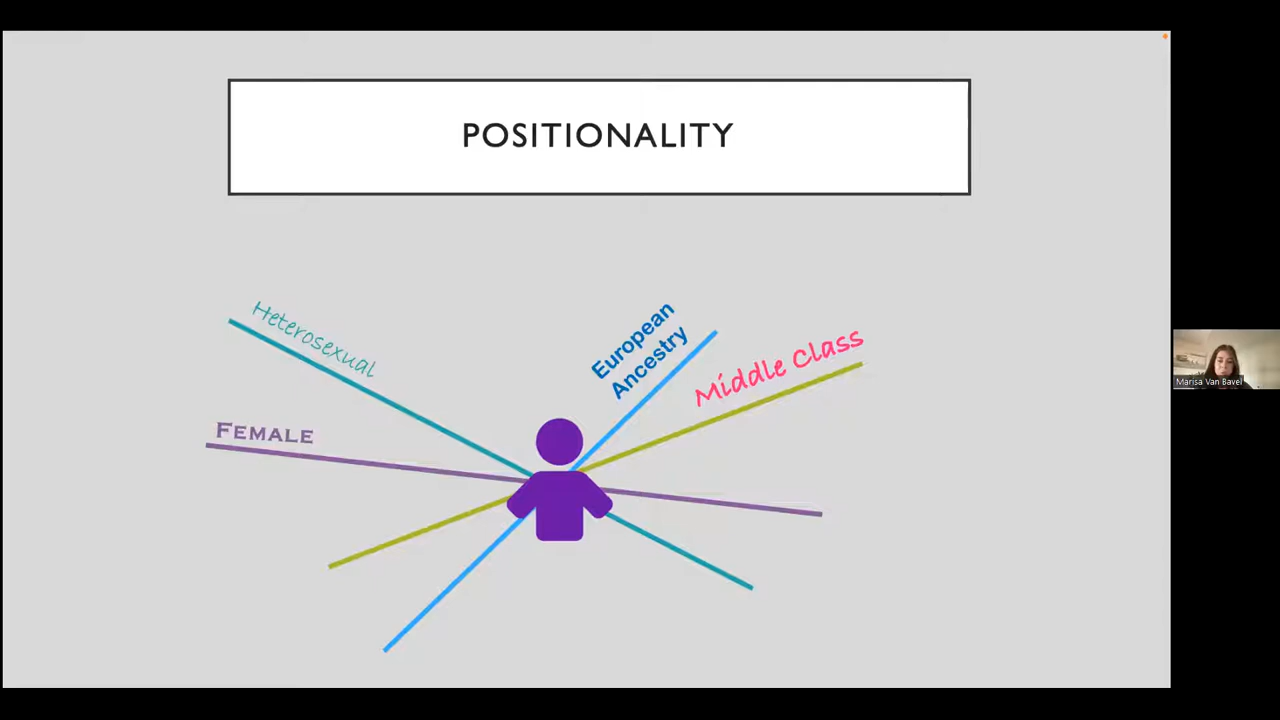 POSITIONALITY
Heterosexual
European
Ancestry
Middle Class
FEMALE
Marisa Van Bavel